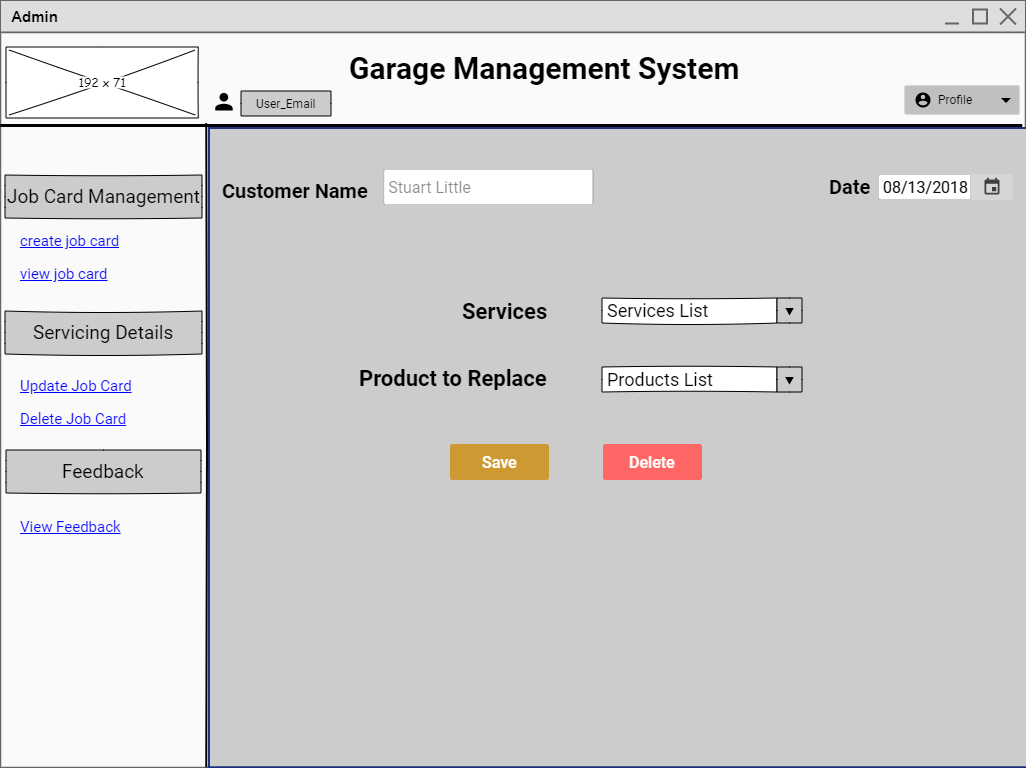 Admin
192 x 71
Garage Management System
User_Email
Profile
Customer Name
Stuart Little
Date
08/13/2018
Job Card Management
create job card
view job card
Servicing Details
Update Job Card
Delete Job Card
Feedback
View Feedback
Services
Services List
Product to Replace
Products List
Save
Delete